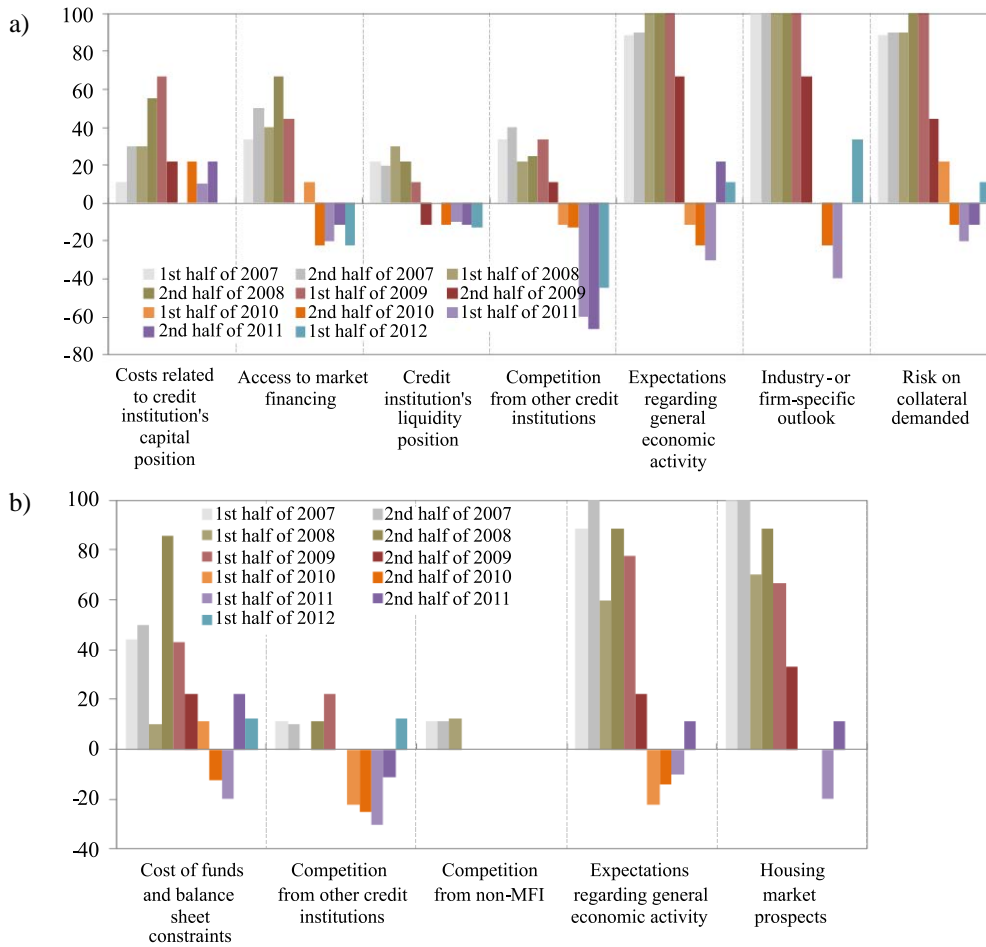 a)
100
80
60
40
20
0
-20
-40
-60
-80
1st half of 2007
2nd half of 2007
1st half of 2008
2nd half of 2008
1st half of 2009
2nd half of 2009
1st half of 2010
2nd half of 2010
1st half of 2011
2nd half of 2011
1st half of 2012
Costs related
to credit
institution's
capital
position
Access to market
financing
Credit
institution's
liquidity
position
Competition
from other credit
institutions
Expectations
regarding
general
economic
activity
Industry-or
firm-specific
outlook
Risk on
collateral
demanded
b)
100
80
60
40
20
0
-20
-40
1st half of 2007
2nd half of 2007
1st half of 2008
2nd half of 2008
1st half of 2009
2nd half of 2009
1st half of 2010
2nd half of 2010
1st half of 2011
2nd half of 2011
1st half of 2012
Cost of funds
and balance
sheet
constraints
Competition
from other credit
institutions
Competition
from non-MFI
Expectations
regarding general
economic activity
Housing
market
prospects